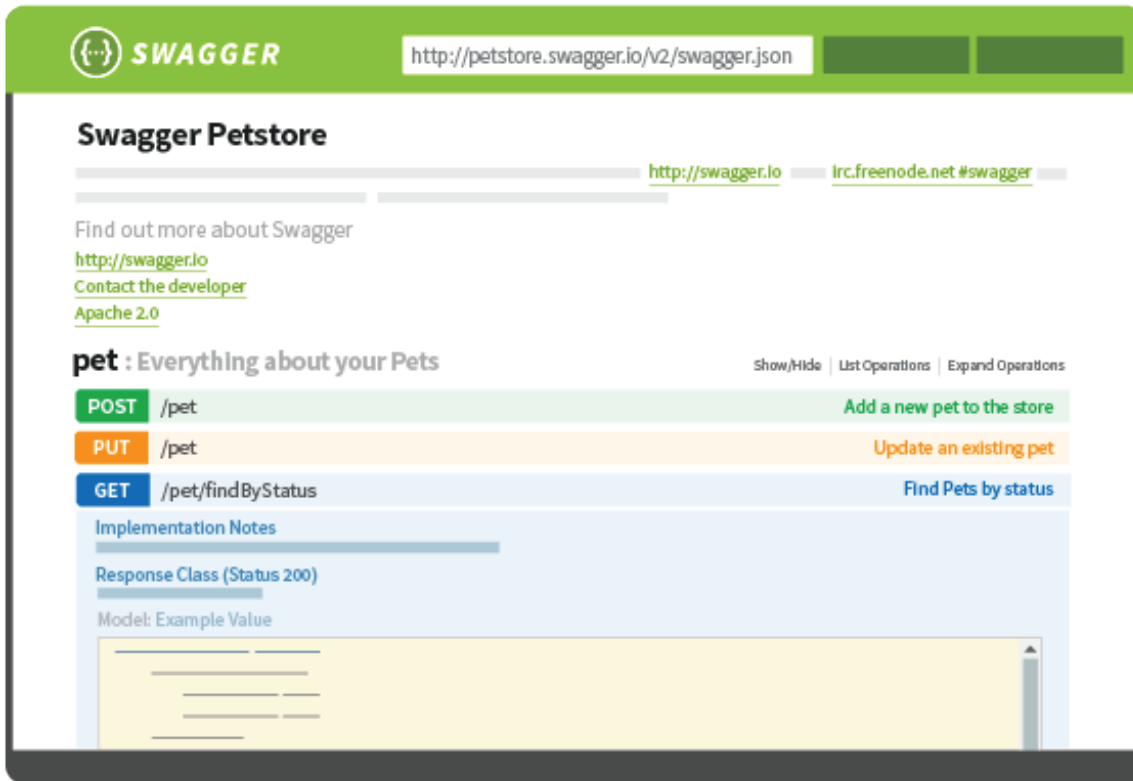 {...} SWAGGER http://petstore.swagger.io/v2/swagger.json
Swagger Petstore
http://swagger.io irc.freenode.net #swagger
Find out more about Swagger
http://swagger.io
Contact the developer
Apache 2.0
pet : Everything about your Pets Show/Hide | List Operations | Expand Operations
POST /pet Add a new pet to the store
PUT /pet Update an existing pet
GET /pet/findByStatus Find Pets by status
Implementation Notes
Response Class (Status 200)
Model: Example Value